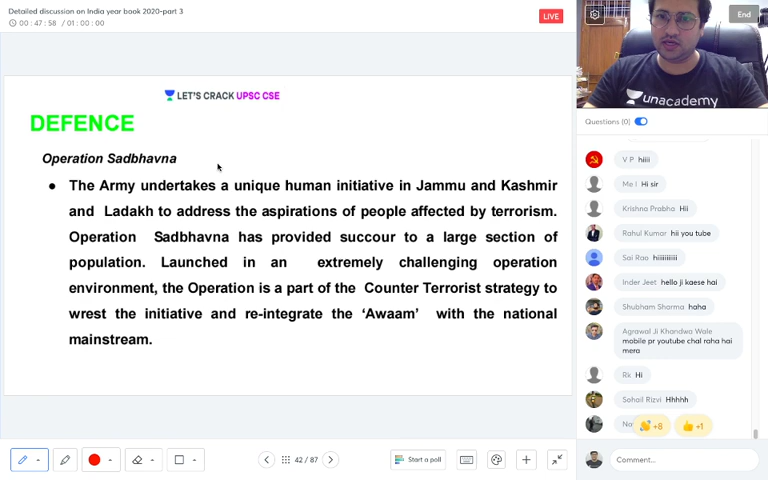 Detailed discussion on India year book 2020-part 3
00 : 47 : 58 / 01 : 00 : 00
LIVE
End
LET'S CRACK UPSC CSE
DEFENCE
Operation Sadbhavna
● The Army undertakes a unique human initiative in Jammu and Kashmir
and Ladakh to address the aspirations of people affected by terrorism.
Operation Sadbhavna has provided succour to a large section of
population. Launched in an extremely challenging operation
environment, the Operation is a part of the Counter Terrorist strategy to
wrest the initiative and re-integrate the ‘Awaam’ with the national
mainstream.
unacademy
Questions (0)
V P hiiii
Me I Hi sir
Krishna Prabha Hii
Rahul Kumar hii you tube
Sai Rao hiiiiiiiiiii
Inder Jeet hello ji kaese hai
Shubham Sharma haha
Agrawal Ji Khandwa Wale
mobile pr youtube chal raha hai
mera
Rk Hi
Sohail Rizvi Hhhhh
No
+8
+1
42 / 87
Start a poll
Comment...